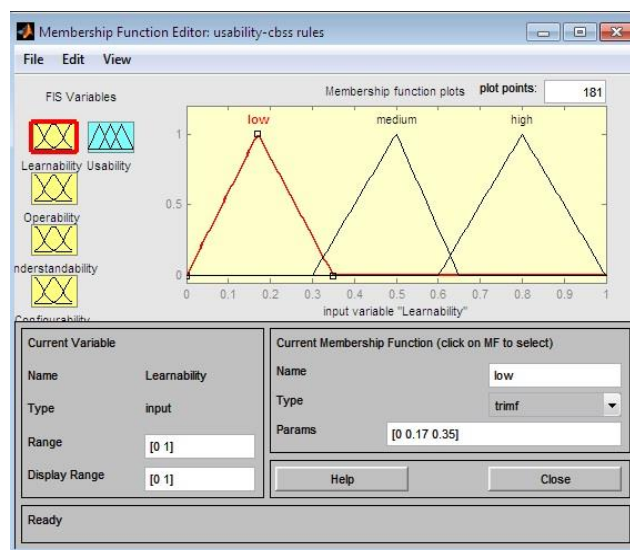 Membership Function Editor: usability-cbss rules
File Edit View
FIS Variables
Membership function plots plot points: 181
low medium high
Learnability Usability
Operability
nderstandability
Configurability
1
0.5
0
0 0.1 0.2 0.3 0.4 0.5 0.6 0.7 0.8 0.9 1
input variable "Learnability"
Current Variable
Name Learnability
Type input
Range [0 1]
Display Range [0 1]
Current Membership Function (click on MF to select)
Name low
Type trimf
Params [0 0.17 0.35]
Help Close
Ready